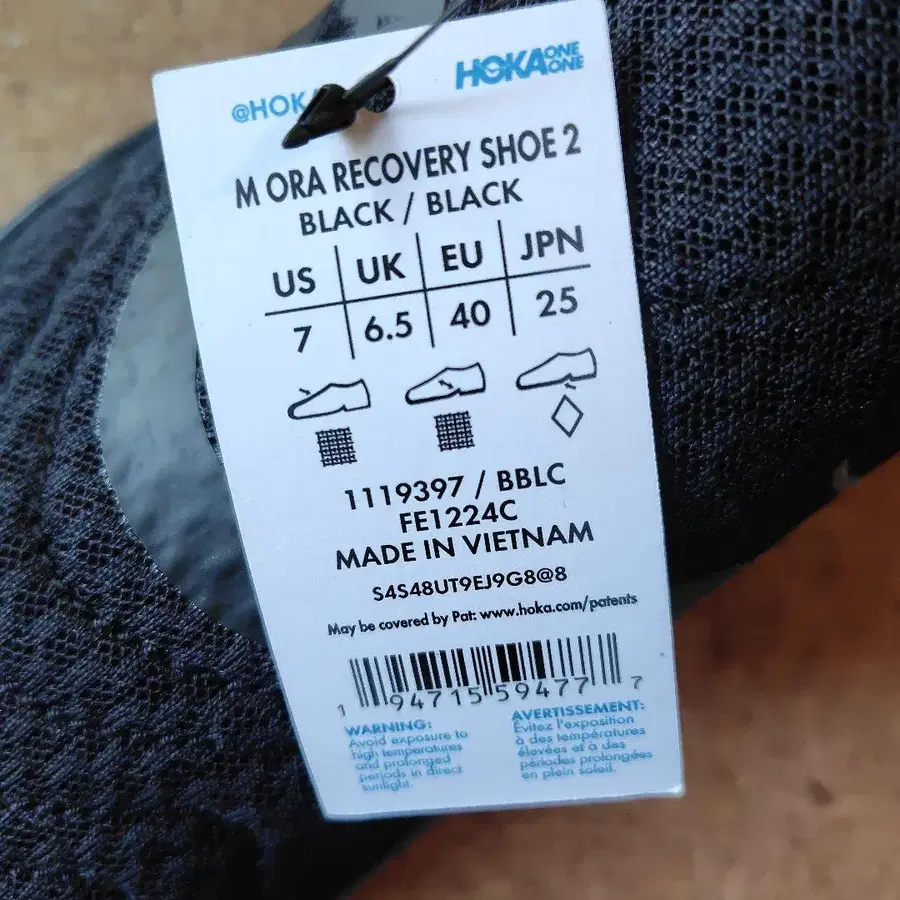 @HOKA
HOKA ONE ONE
M ORA RECOVERY SHOE 2
BLACK / BLACK
US UK EU JPN
7 6.5 40 25
1119397 / BBLC
FE1224C
MADE IN VIETNAM
S4S48UT9EJ9G8@8
May be covered by Pat: www.hoka.com/patents
1 94715 59477 7
WARNING:
Avoid exposure to
high temperatures
and prolonged
periods in direct
sunlight.
AVERTISSEMENT:
Évitez l'exposition
à des températures
élevées et à des
périodes prolongées
en plein soleil.